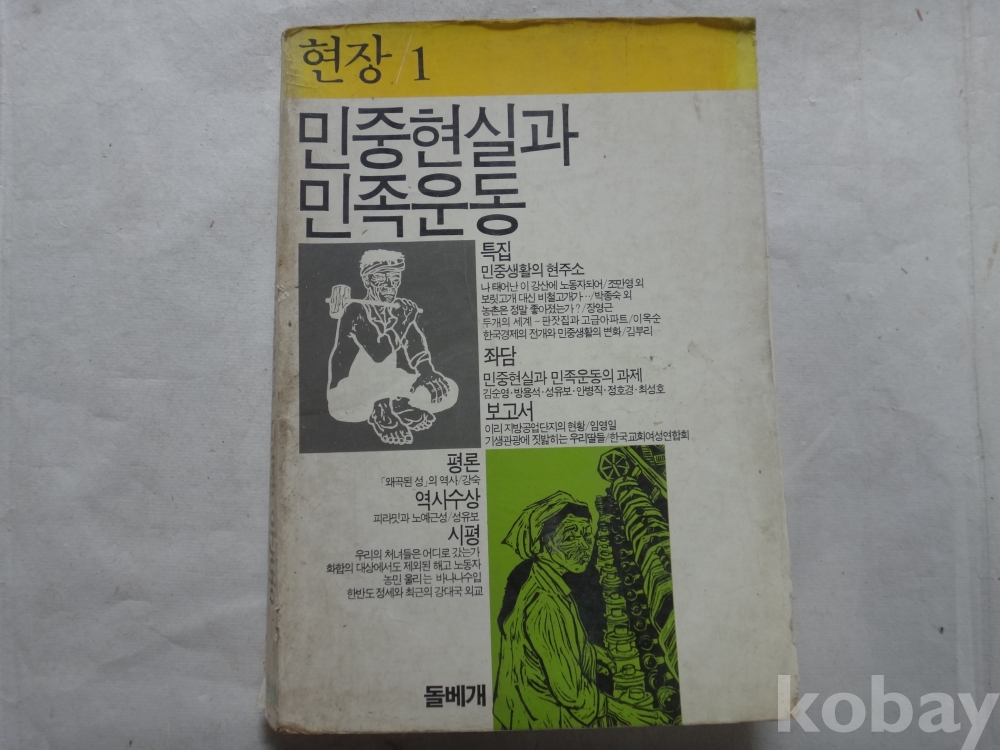 현장 1
민중현실과
민족운동
특집
민중생활의 현주소
나 태어난 이 강산에 노동자되어/조만영 외
보릿고개 대신 비철고개가…/박종숙 외
농촌은 정말 좋아졌는가?/장영근
두개의 세계 – 판잣집과 고급아파트/이옥순
한국경제의 전개와 민중생활의 변화/김부리
좌담
민중현실과 민족운동의 과제
김순영·방용석·성유보·안병직·정호경·최성호
보고서
이리 지방공업단지의 현황/임영일
기생관광에 짓밟히는 우리딸들/한국교회여성연합회
평론
「왜곡된 성」의 역사/강숙
역사수상
피라밋과 노예근성/성유보
시평
우리의 처녀들은 어디로 갔는가
화합의 대상에서도 제외된 해고 노동자
농민 울리는 바나나수입
한반도 정세와 최근의 강대국 외교
돌베개
kobay